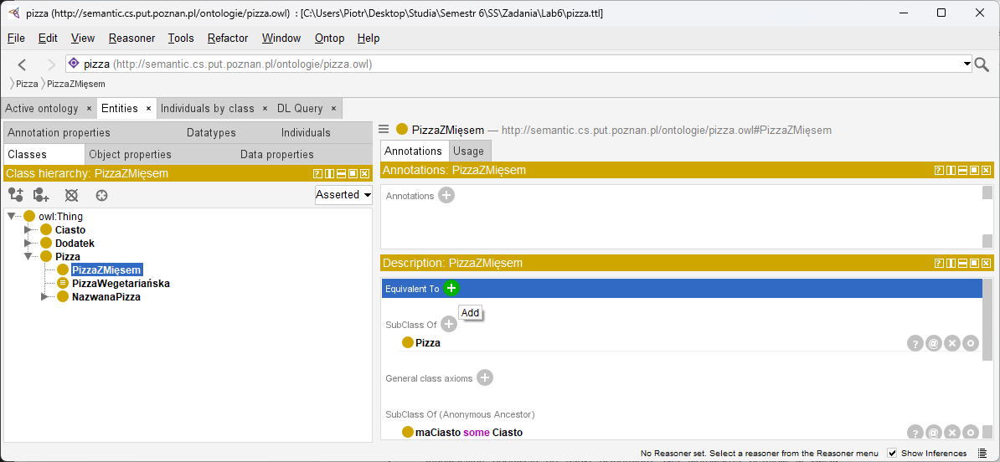 pizza (http://semantic.cs.put.poznan.pl/ontologie/pizza.owl) : [C:\Users\Piotr\Desktop\Studia\Semestr 6\SS\Zadania\Lab6\pizza.ttl]
File Edit View Reasoner Tools Refactor Window Ontop Help
pizza (http://semantic.cs.put.poznan.pl/ontologie/pizza.owl)
Pizza PizzaZMięsem
Active ontology × Entities × Individuals by class × DL Query ×
Annotation properties Datatypes Individuals
Classes Object properties Data properties
Class hierarchy: PizzaZMięsem
Asserted
owl:Thing
Ciasto
Dodatek
Pizza
PizzaZMięsem
PizzaWegetariańska
NazwanaPizza
PizzaZMięsem — http://semantic.cs.put.poznan.pl/ontologie/pizza.owl#PizzaZMięsem
Annotations Usage
Annotations: PizzaZMięsem
Annotations
Description: PizzaZMięsem
Equivalent To
Add
SubClass Of
Pizza
General class axioms
SubClass Of (Anonymous Ancestor)
maCiasto some Ciasto
No Reasoner set. Select a reasoner from the Reasoner menu Show Inferences